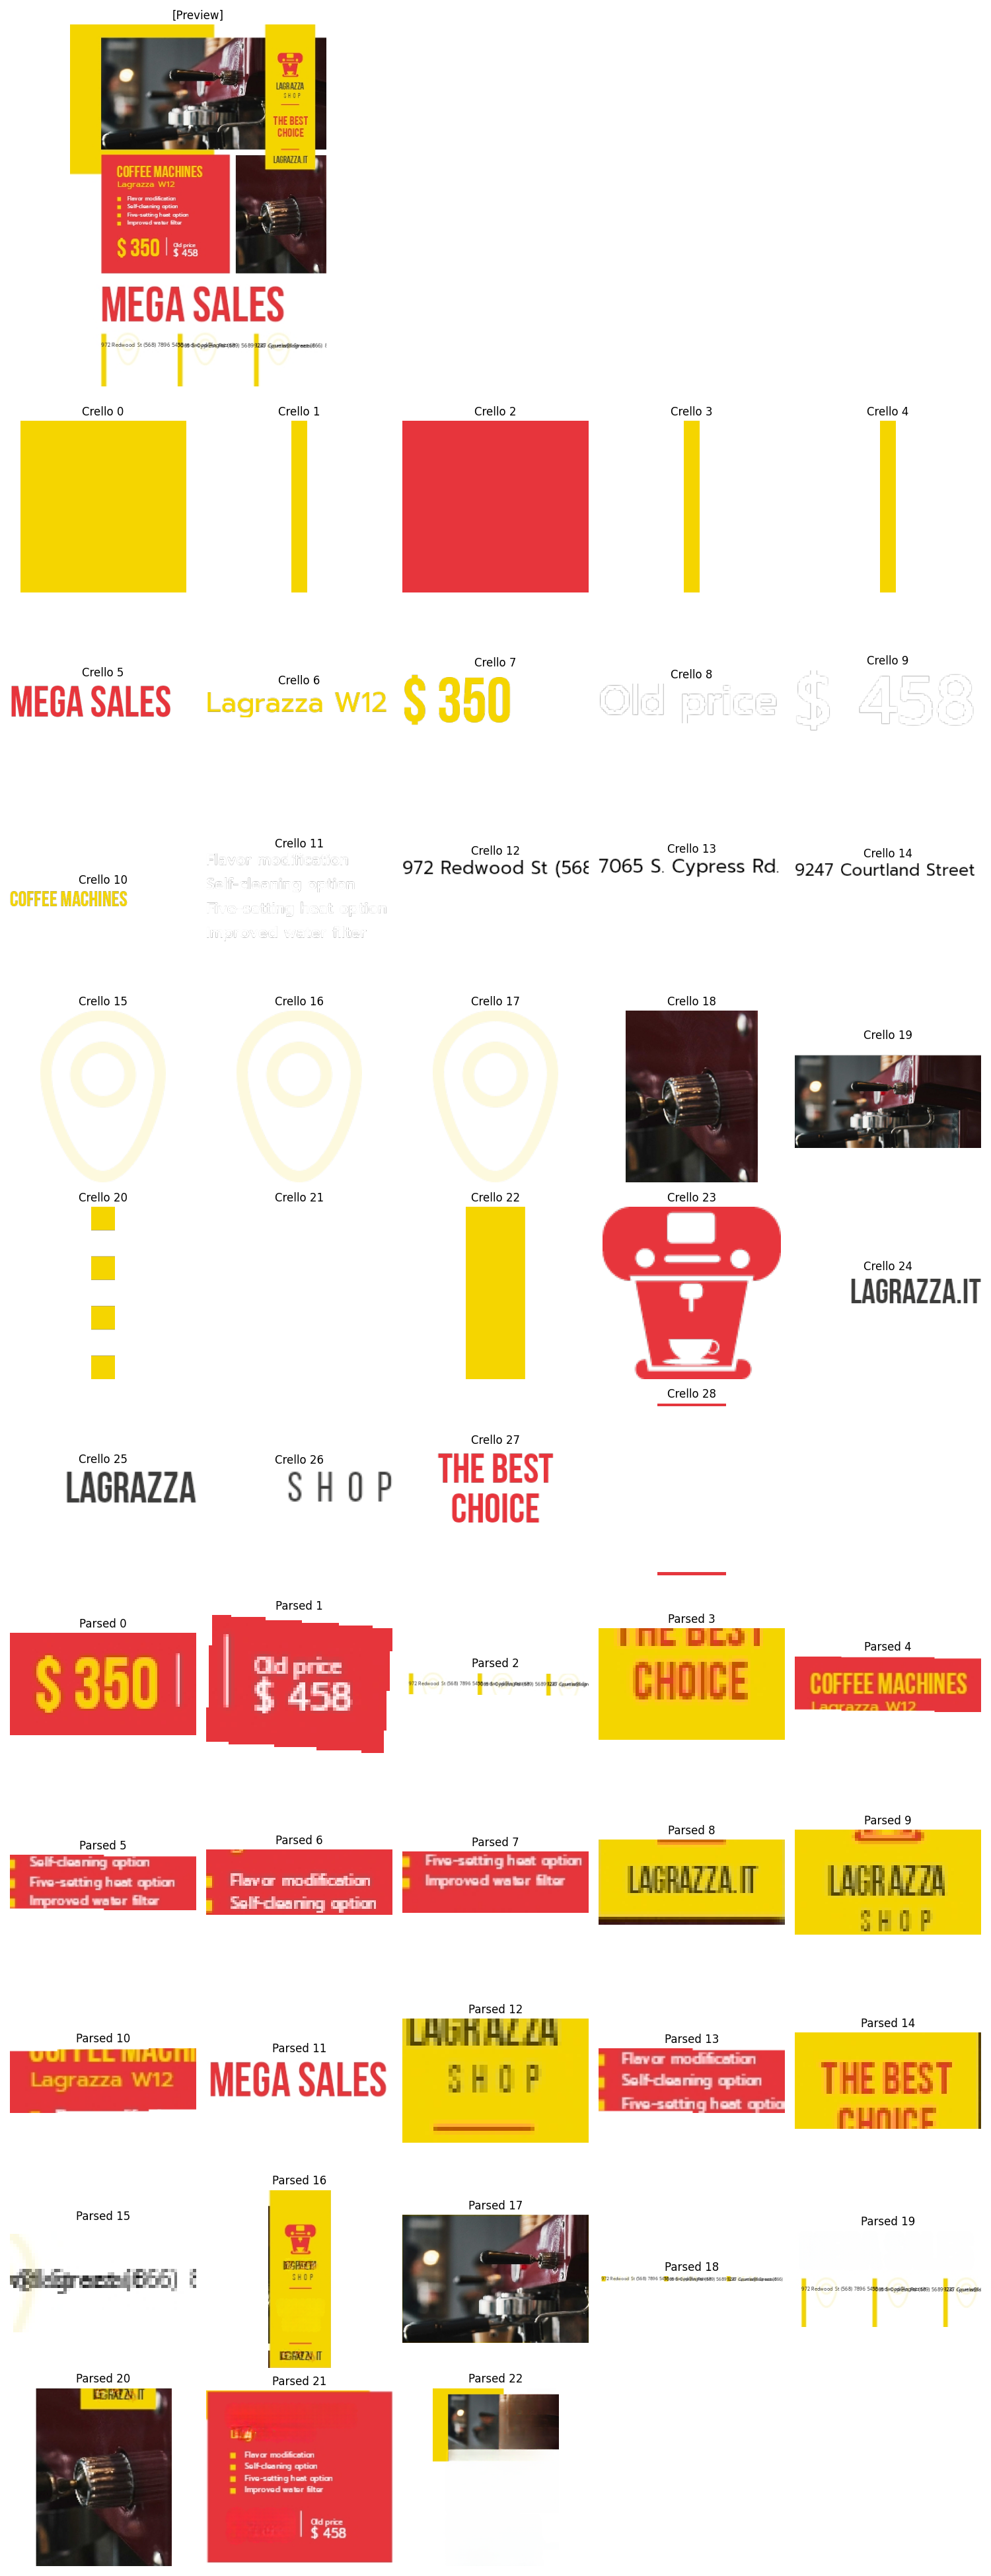 [Preview]
LAGRAZZA
SHOP
THE BEST
CHOICE
LAGRAZZA.IT
COFFEE MACHINES
Lagrazza W12
Flavor modification
Self-cleaning option
Five-setting heat option
Improved water filter
$ 350
Old price
$ 458
MEGA SALES
972 Redwood St (568) 7896 54
Crello 0
Crello 1
Crello 2
Crello 3
Crello 4
Crello 5
MEGA SALES
Crello 6
Lagrazza W12
Crello 7
$ 350
Crello 8
Old price
Crello 9
$ 458
Crello 10
COFFEE MACHINES
Crello 11
Flavor modification
Self-cleaning option
Five-setting heat option
Improved water filter
Crello 12
972 Redwood St (568
Crello 13
7065 S. Cypress Rd.
Crello 14
9247 Courtland Street
Crello 15
Crello 16
Crello 17
Crello 18
Crello 19
Crello 20
Crello 21
Crello 22
Crello 23
Crello 24
LAGRAZZA.IT
Crello 25
LAGRAZZA
Crello 26
SHOP
Crello 27
THE BEST
CHOICE
Crello 28
Parsed 0
$ 350
Parsed 1
Old price
$ 458
Parsed 2
972 Redwood St (568) 7896 54
Parsed 3
THE BEST
CHOICE
Parsed 4
COFFEE MACHINES
Lagrazza W12
Parsed 5
Self-cleaning option
Five-setting heat option
Improved water filter
Parsed 6
Flavor modification
Self-cleaning option
Parsed 7
Five-setting heat option
Improved water filter
Parsed 8
LAGRAZZA.IT
Parsed 9
LAGRAZZA
SHOP
Parsed 10
COFFEE MACHI
Lagrazza W12
Parsed 11
MEGA SALES
Parsed 12
LAGRAZZA
SHOP
Parsed 13
Flavor modification
Self-cleaning option
Five-setting heat optio
Parsed 14
THE BEST
CHOICE
Parsed 15
(866)
Parsed 16
SHOP
Parsed 17
Parsed 18
972 Redwood St (568) 7896 54
Parsed 19
972 Redwood St (568) 7896 54
Parsed 20
Parsed 21
Flavor modification
Self-cleaning option
Five-setting heat option
Improved water filter
Old price
$ 458
Parsed 22